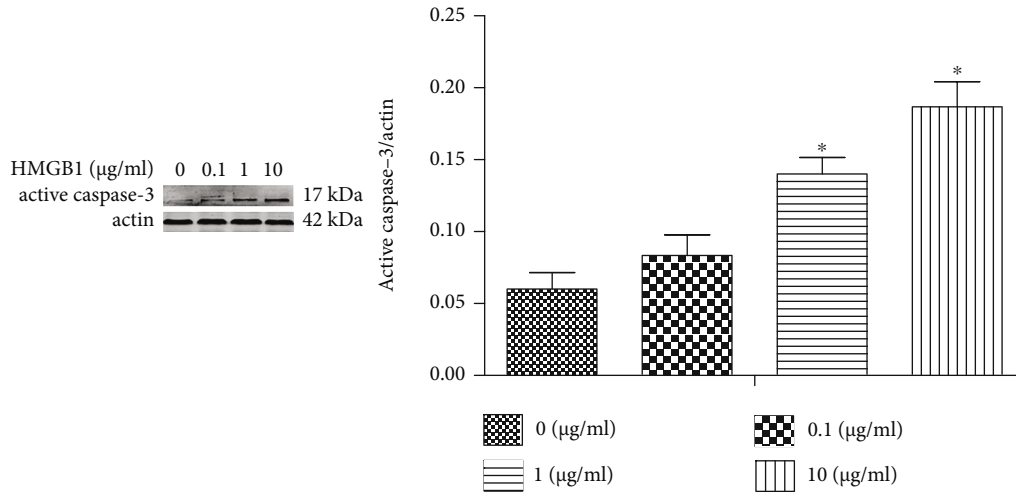 HMGB1 (μg/ml) 0 0.1 1 10
active caspase-3 17 kDa
actin 42 kDa
Active caspase–3/actin
0.25
0.20
0.15
0.10
0.05
0.00
*
*
0 (μg/ml)
0.1 (μg/ml)
1 (μg/ml)
10 (μg/ml)